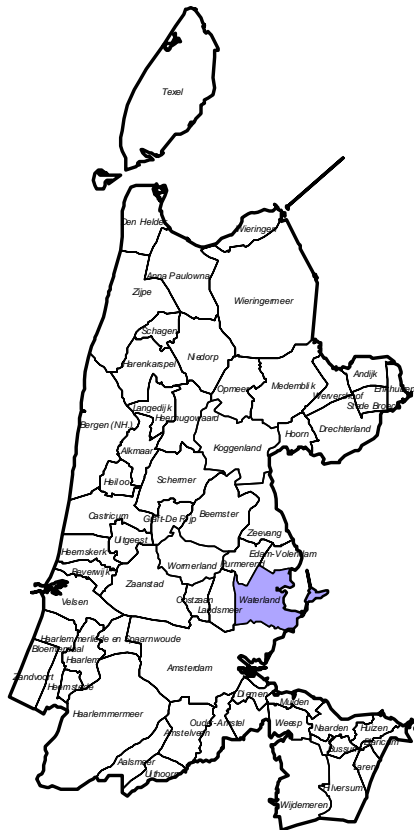 Texel
Den Helder
Wieringen
Anna Paulowna
Zijpe
Wieringermeer
Schagen
Niedorp
Harenkarspel
Andijk
Opmeer
Medemblik
Enkhuizen
Wervershoof
Stede Broec
Langedijk
Heerhugowaard
Bergen (NH.)
Drechterland
Hoorn
Koggenland
Alkmaar
Heiloo
Schermer
Castricum
Graft-De Rijp
Beemster
Uitgeest
Zeevang
Heemskerk
Edam-Volendam
Wormerland
Purmerend
Beverwijk
Zaanstad
Oostzaan
Waterland
Velsen
Landsmeer
Haarlemmerliede en Spaarnwoude
Bloemendaal
Haarlem
Amsterdam
Zandvoort
Heemstede
Diemen
Muiden
Haarlemmermeer
Ouder-Amstel
Weesp
Naarden
Huizen
Amstelveen
Blaricum
Bussum
Aalsmeer
Laren
Uithoorn
Hilversum
Wijdemeren